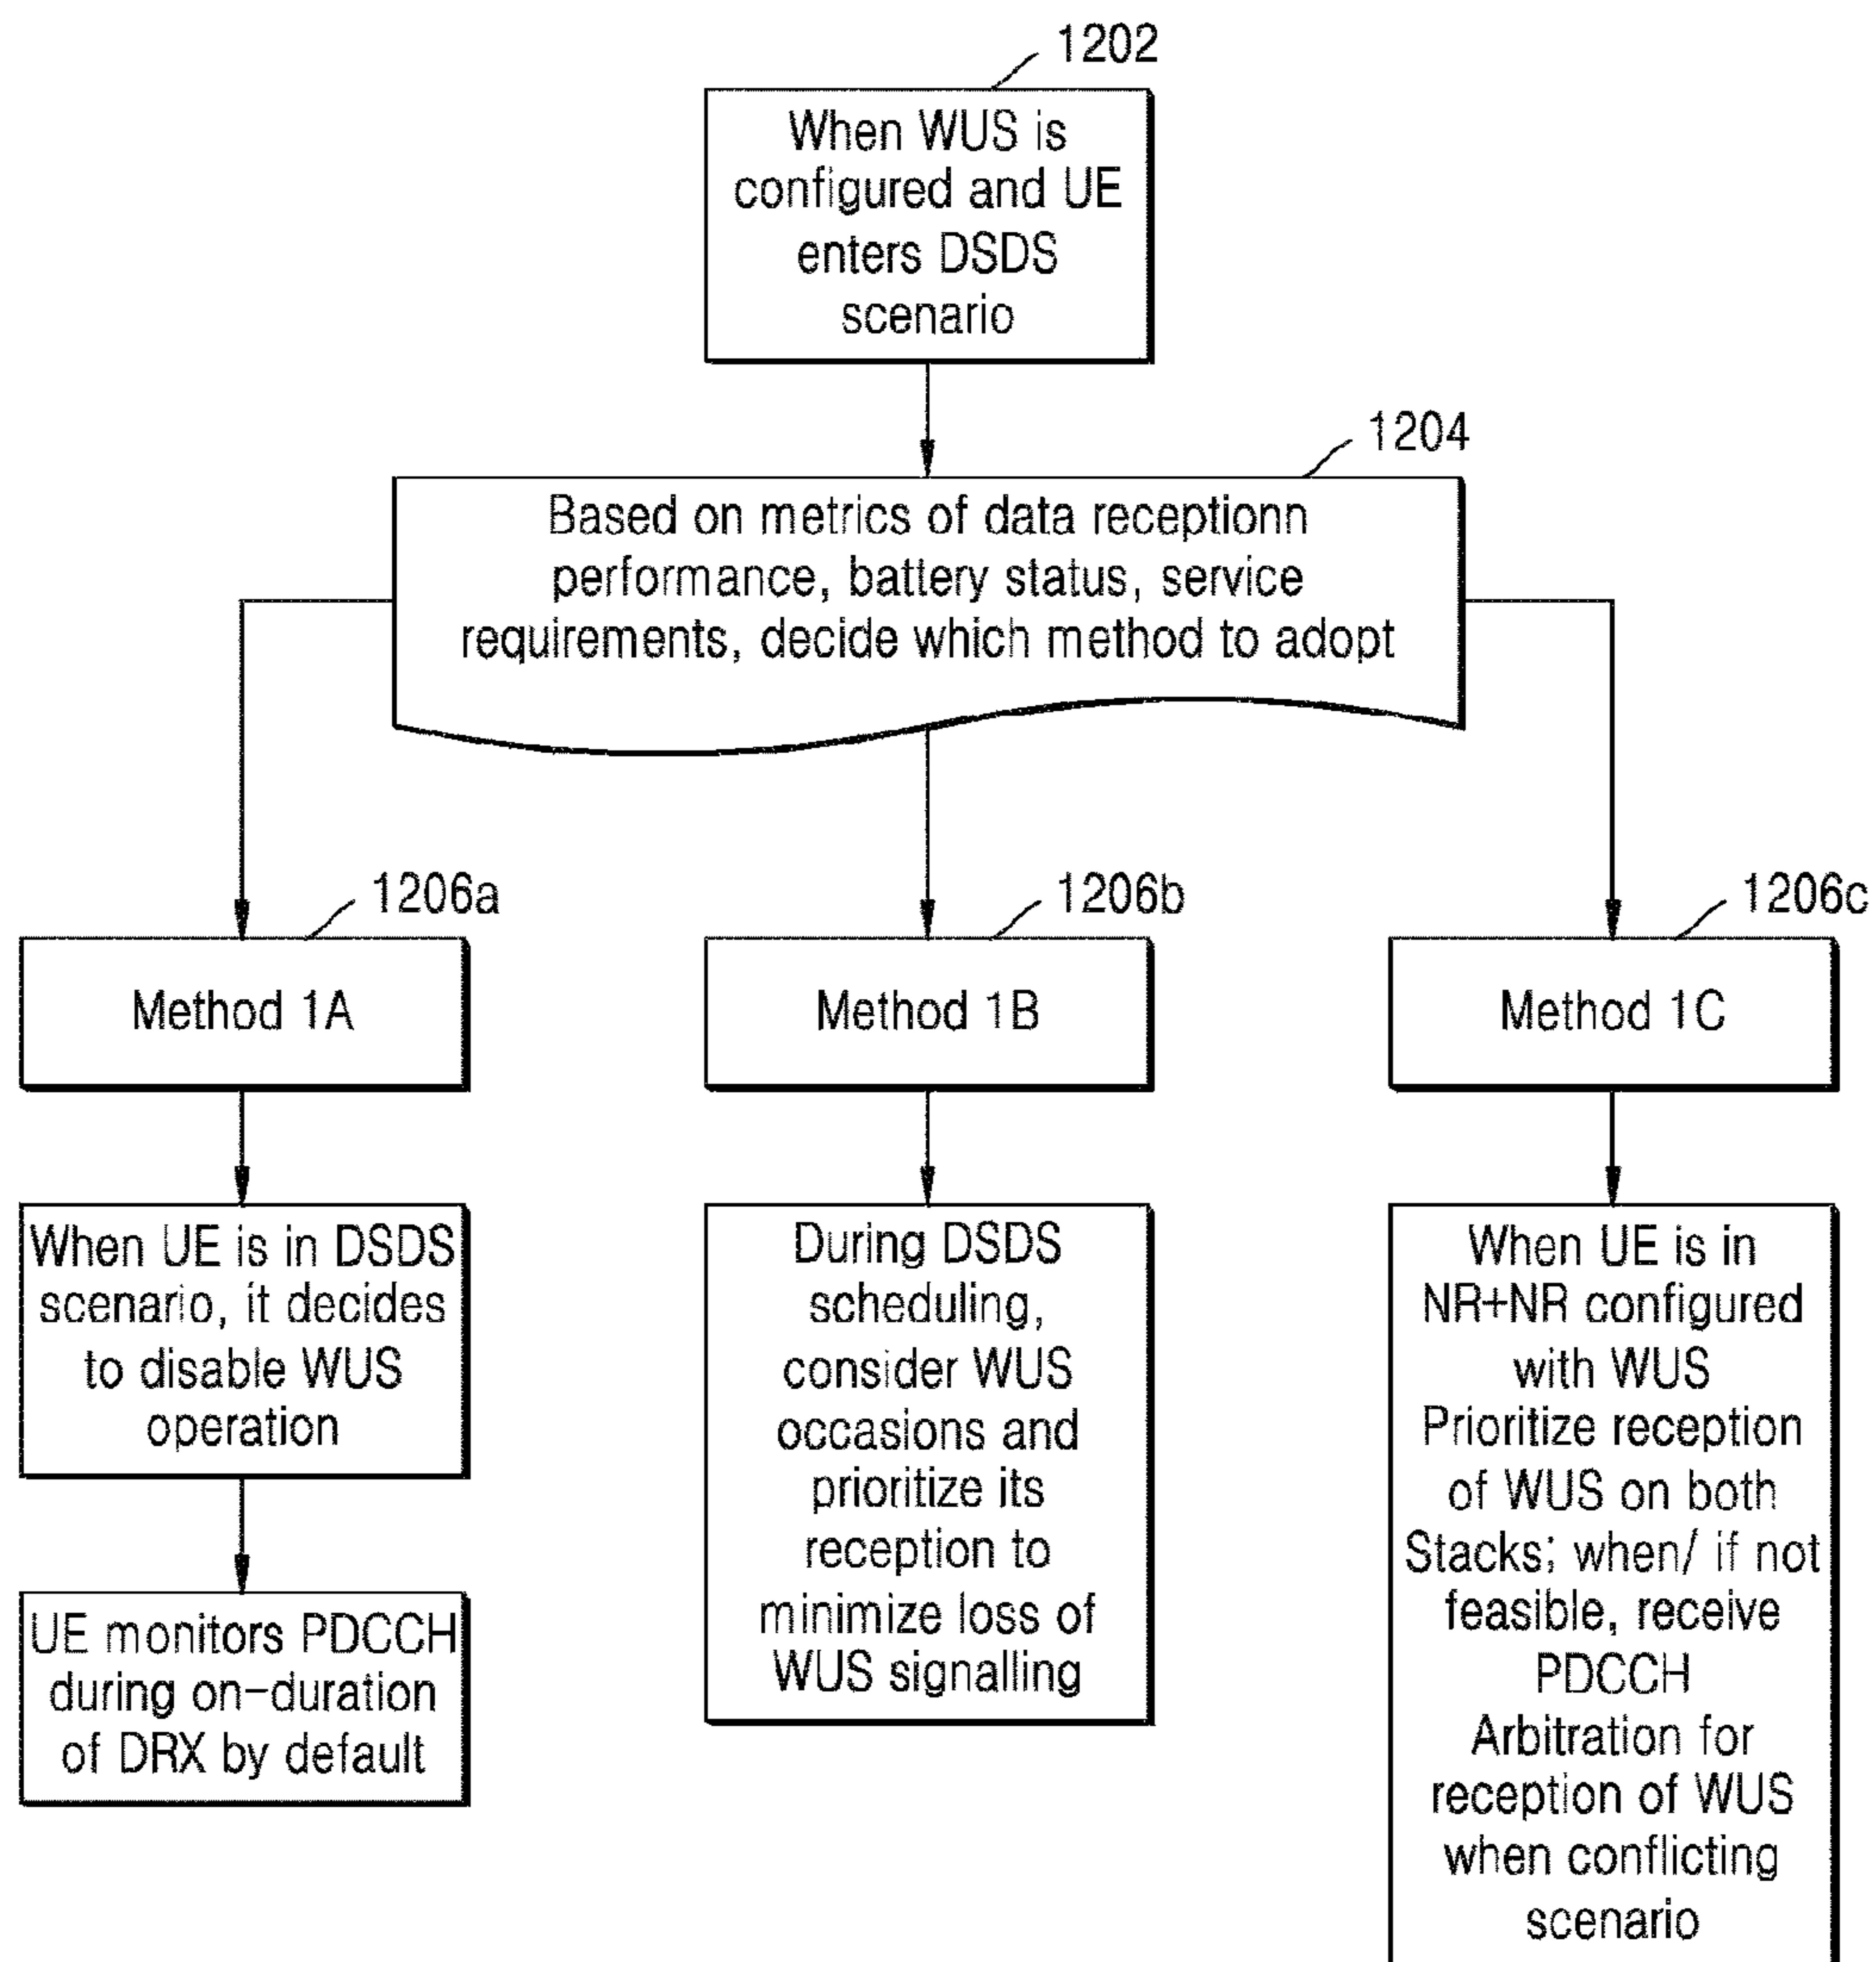 1202
When WUS is
configured and UE
enters DSDS
scenario
1204
Based on metrics of data receptionn
performance, battery status, service
requirements, decide which method to adopt
1206a
Method 1A
When UE is in DSDS
scenario, it decides
to disable WUS
operation
UE monitors PDCCH
during on-duration
of DRX by default
1206b
Method 1B
During DSDS
scheduling,
consider WUS
occasions and
prioritize its
reception to
minimize loss of
WUS signalling
1206c
Method 1C
When UE is in
NR+NR configured
with WUS
Prioritize reception
of WUS on both
Stacks; when/ if not
feasible, receive
PDCCH
Arbitration for
reception of WUS
when conflicting
scenario